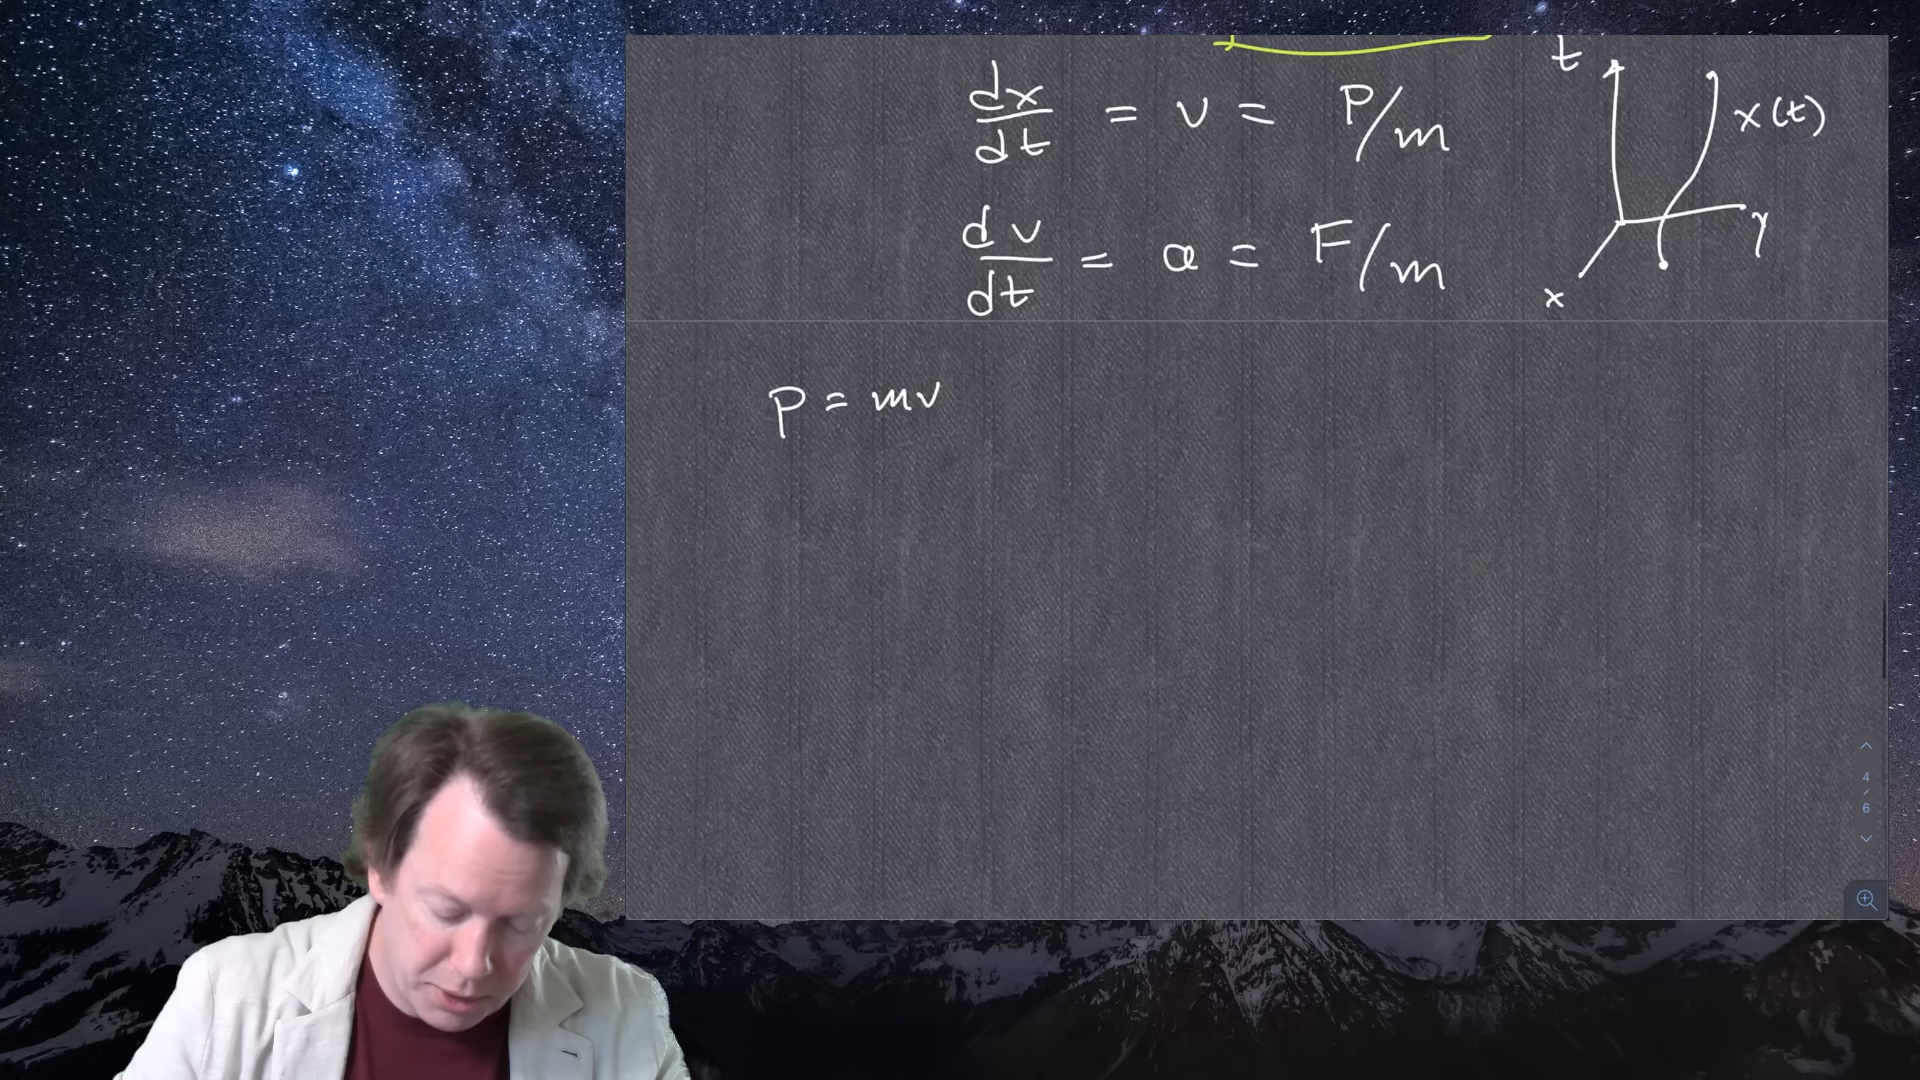 dx/dt = v = P/m
dv/dt = a = F/m
t
x(t)
y
x
P = mv
4
/
6